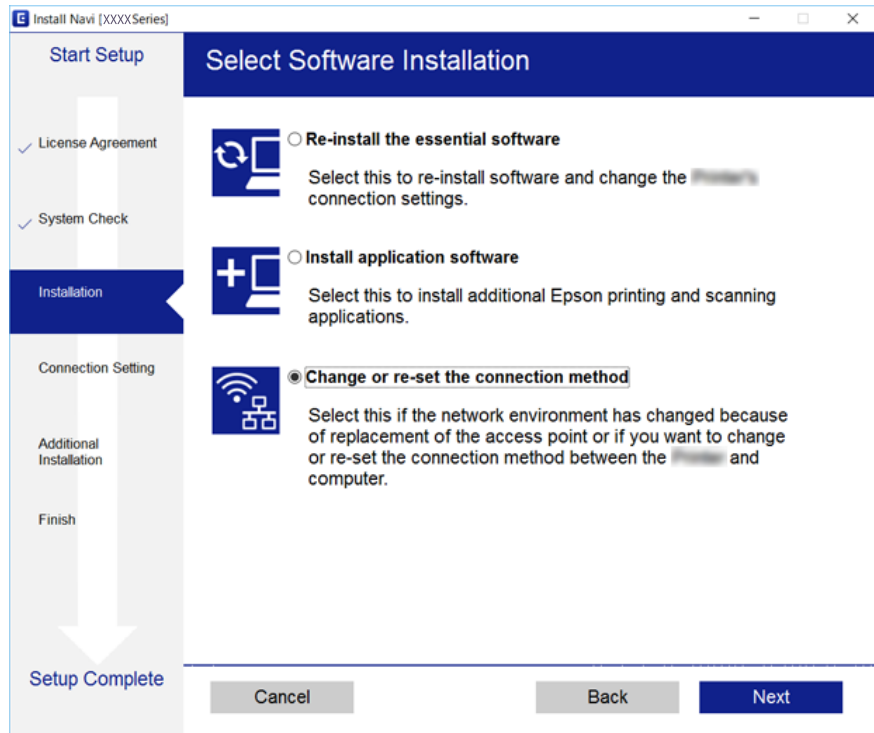 E Install Navi [XXXX Series]
Start Setup
License Agreement
System Check
Installation
Connection Setting
Additional
Installation
Finish
Setup Complete
Select Software Installation
Re-install the essential software
Select this to re-install software and change the
connection settings.
Install application software
Select this to install additional Epson printing and scanning
applications.
Change or re-set the connection method
Select this if the network environment has changed because
of replacement of the access point or if you want to change
or re-set the connection method between the and
computer.
Cancel
Back
Next